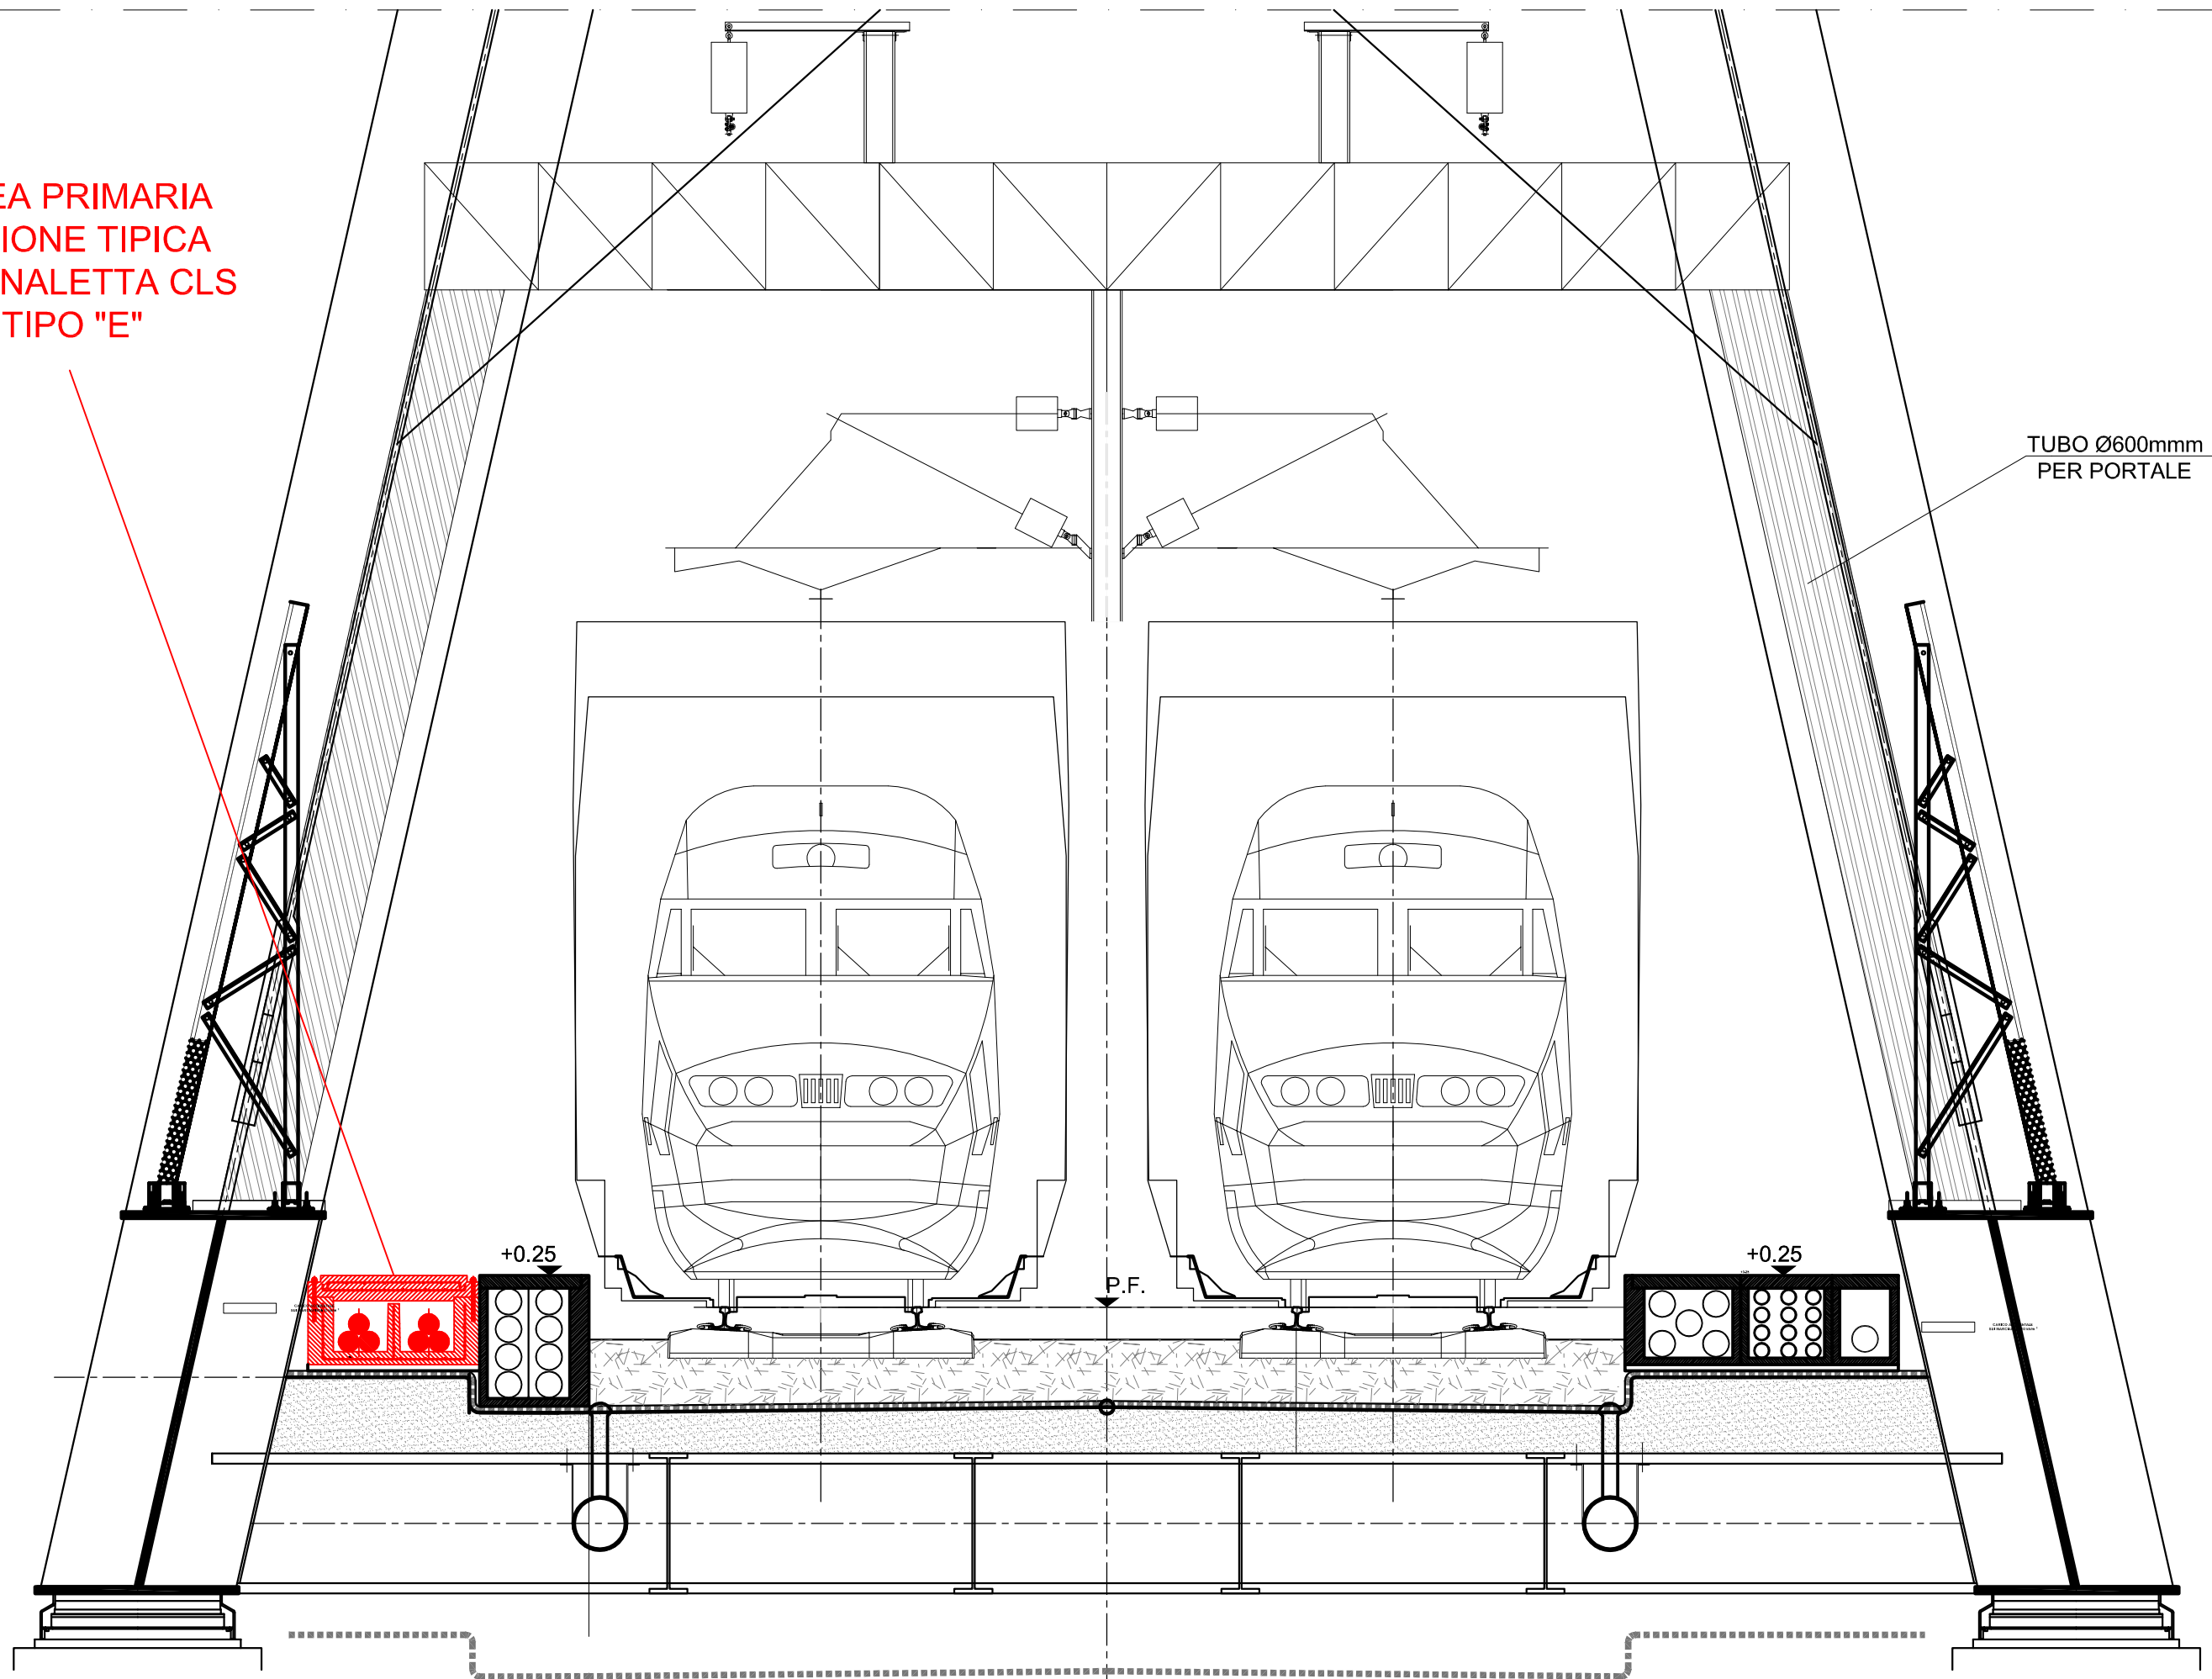 EA PRIMARIA
IONE TIPICA
NALETTA CLS
TIPO "E"
TUBO Ø600mmm
PER PORTALE
+0.25
+0.25
P.F.